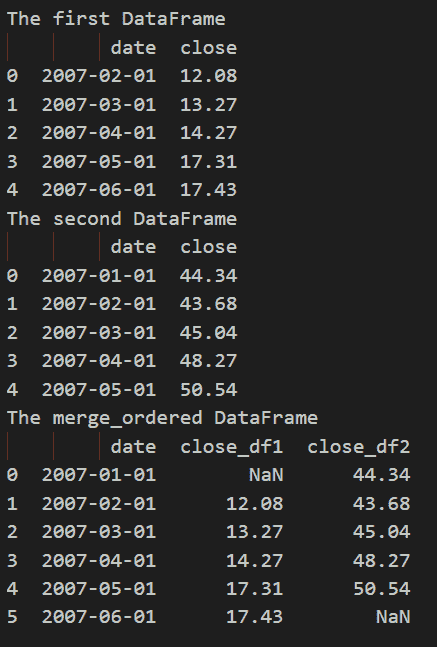 The first DataFrame
date close
0 2007-02-01 12.08
1 2007-03-01 13.27
2 2007-04-01 14.27
3 2007-05-01 17.31
4 2007-06-01 17.43
The second DataFrame
date close
0 2007-01-01 44.34
1 2007-02-01 43.68
2 2007-03-01 45.04
3 2007-04-01 48.27
4 2007-05-01 50.54
The merge_ordered DataFrame
date close_df1 close_df2
0 2007-01-01 NaN 44.34
1 2007-02-01 12.08 43.68
2 2007-03-01 13.27 45.04
3 2007-04-01 14.27 48.27
4 2007-05-01 17.31 50.54
5 2007-06-01 17.43 NaN